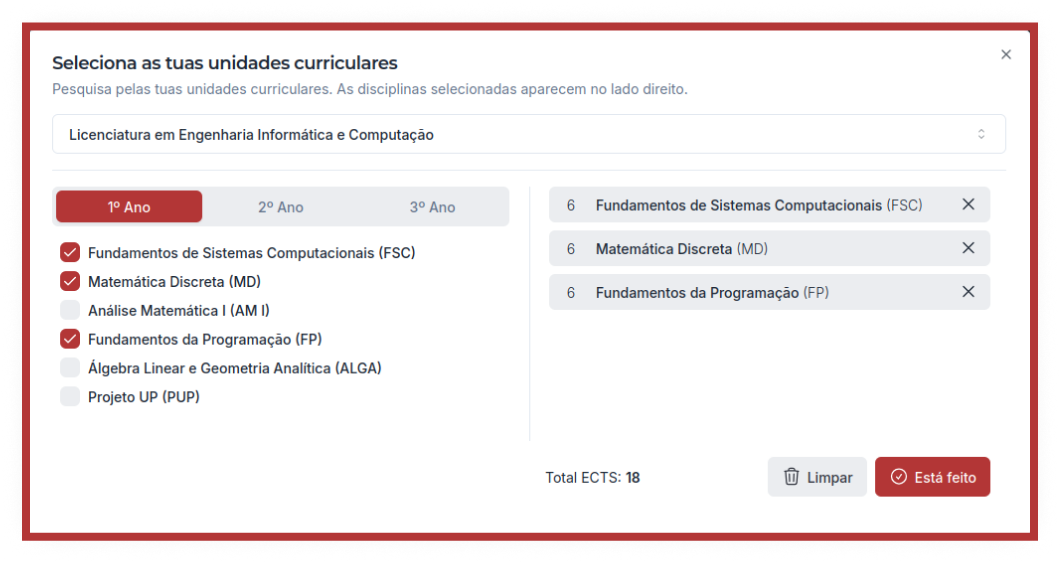 Seleciona as tuas unidades curriculares
Pesquisa pelas tuas unidades curriculares. As disciplinas selecionadas aparecem no lado direito.
Licenciatura em Engenharia Informática e Computação
1º Ano 2º Ano 3º Ano
Fundamentos de Sistemas Computacionais (FSC)
Matemática Discreta (MD)
Análise Matemática I (AM I)
Fundamentos da Programação (FP)
Álgebra Linear e Geometria Analítica (ALGA)
Projeto UP (PUP)
6 Fundamentos de Sistemas Computacionais (FSC)
6 Matemática Discreta (MD)
6 Fundamentos da Programação (FP)
Total ECTS: 18 Limpar Está feito